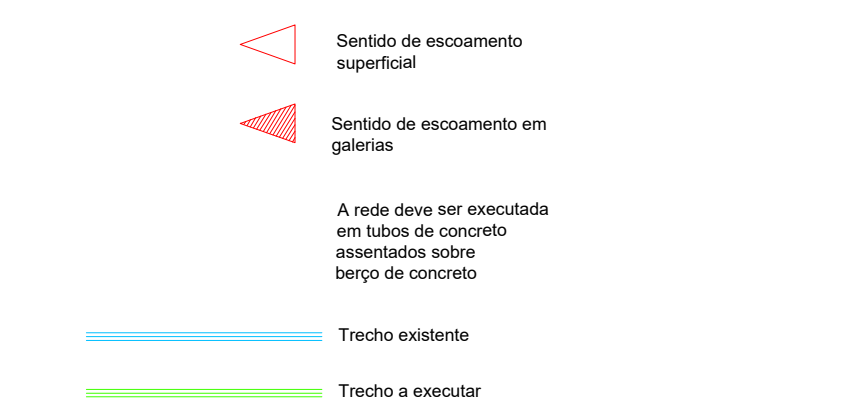 Sentido de escoamento
superficial
Sentido de escoamento em
galerias
A rede deve ser executada
em tubos de concreto
assentados sobre
berço de concreto
Trecho existente
Trecho a executar